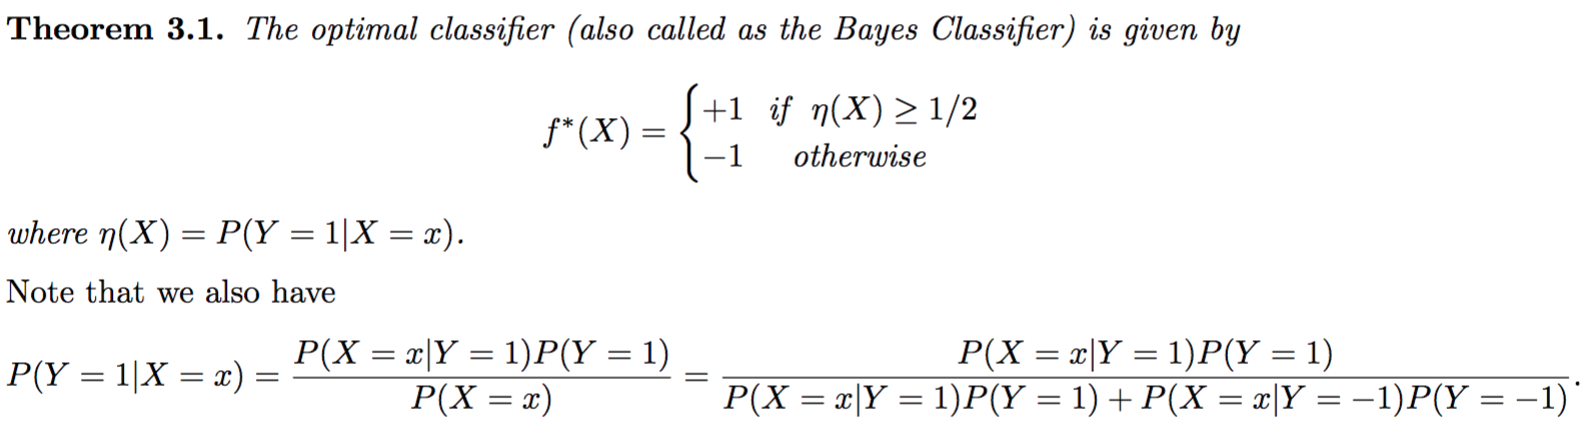 Theorem 3.1. The optimal classifier (also called as the Bayes Classifier) is given by
f*(X) = { +1 if η(X) ≥ 1/2
−1 otherwise
where η(X) = P(Y = 1|X = x).
Note that we also have
P(Y = 1|X = x) = P(X = x|Y = 1)P(Y = 1) / P(X = x) = P(X = x|Y = 1)P(Y = 1) / P(X = x|Y = 1)P(Y = 1) + P(X = x|Y = −1)P(Y = −1) .